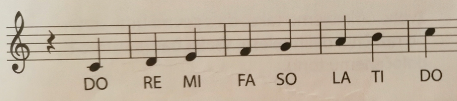 DO RE MI FA SO LA TI DO